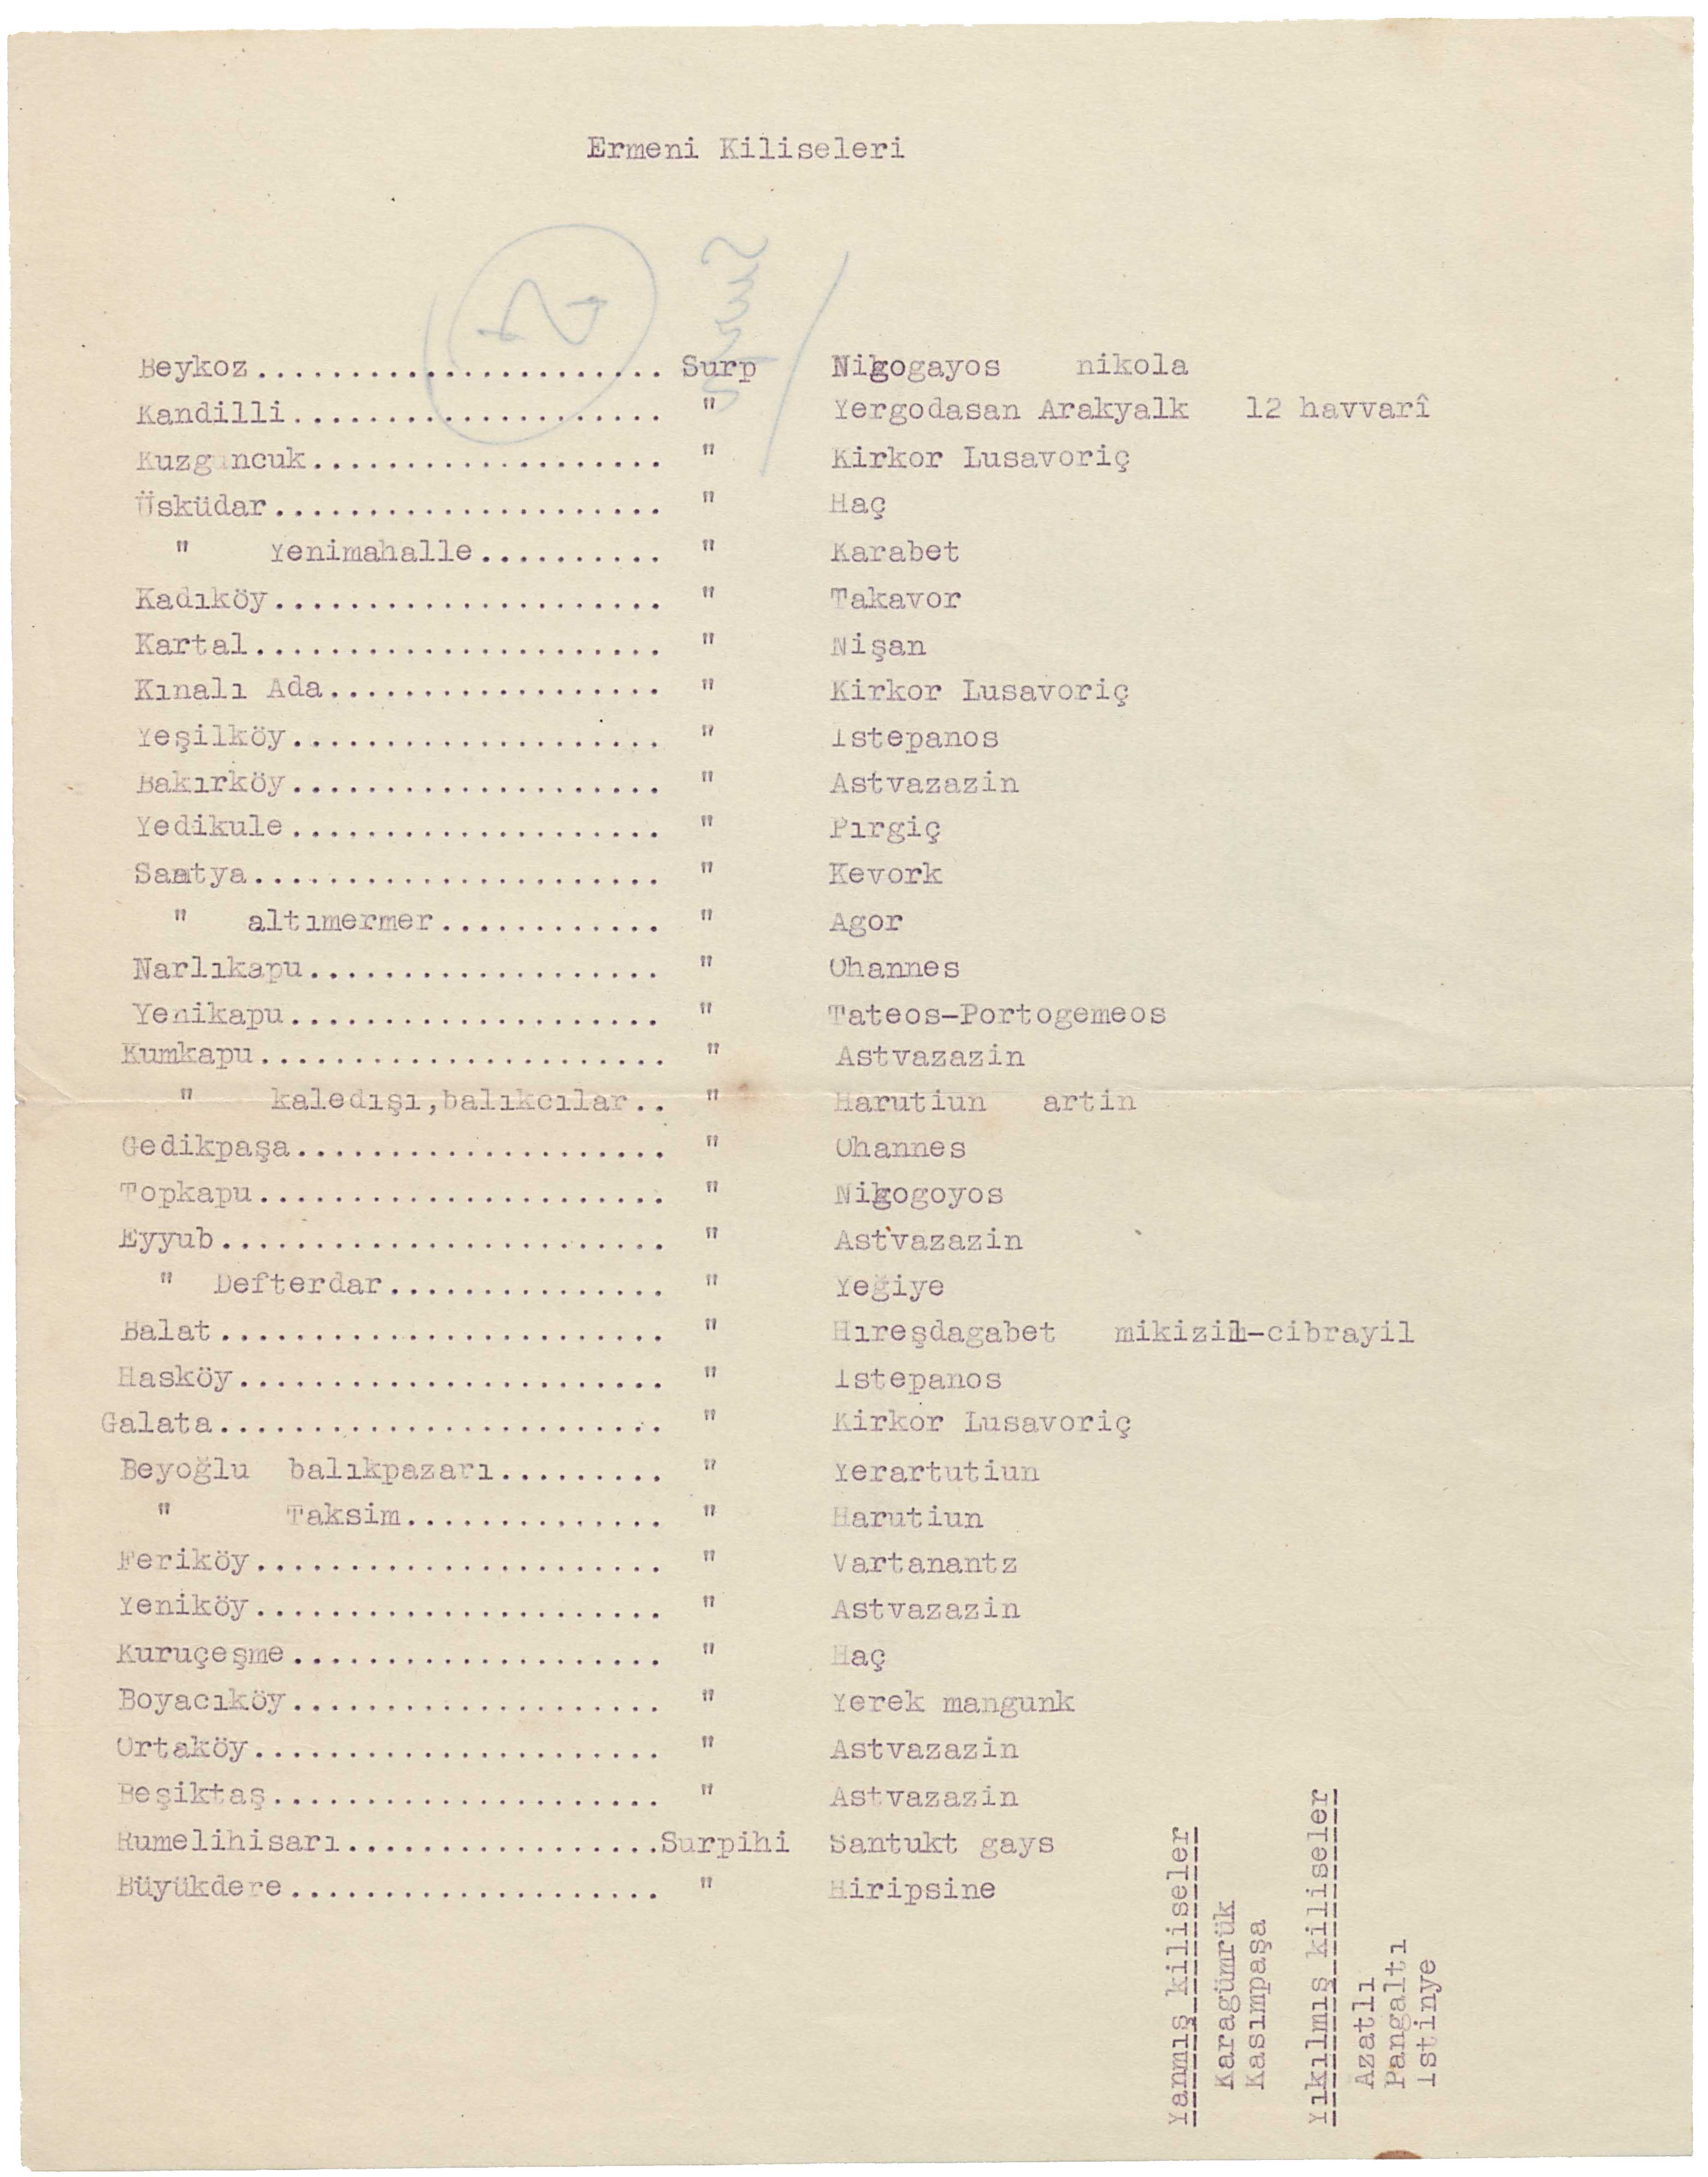 Ermeni Kiliseleri
Beykoz...................... Surp Nigogayos nikola
Kandilli.................... " Yergodasan Arakyalk 12 havvarî
Kuzguncuk................... " Kirkor Lusavoriç
Üsküdar..................... " Haç
" Yenimahalle.......... " Karabet
Kadıköy..................... " Takavor
Kartal...................... " Nişan
Kınalı Ada.................. " Kirkor Lusavoriç
Yeşilköy.................... " İstepanos
Bakırköy.................... " Astvazazin
Yedikule.................... " Pırgiç
Samatya...................... " Kevork
" altımermer............ " Agor
Narlıkapu................... " Ohannes
Yenikapu.................... " Tateos-Portogemeos
Kumkapu...................... " Astvazazin
" kaledışı,balıkcılar.. " Harutiun artin
Gedikpaşa.................... " Ohannes
Topkapu...................... " Nigogoyos
Eyyub........................ " Astvazazin
" Defterdar............... " Yeğiye
Balat........................ " Hıreşdagabet mikizil-cibrayil
Hasköy....................... " İstepanos
Galata........................ " Kirkor Lusavoriç
Beyoğlu balıkpazarı......... " Yerartutiun
" Taksim.............. " Harutiun
Feriköy...................... " Vartanantz
Yeniköy...................... " Astvazazin
Kuruçeşme.................... " Haç
Boyacıköy.................... " Yerek mangunk
Ortaköy...................... " Astvazazin
Beşiktaş..................... " Astvazazin
Rumelihisarı.................Surpihi Santukt gays
Büyükdere.................... " Hiripsine
Yanmış kiliseler
Karagümrük
Kasımpaşa
Yıkılmış kiliseler
Azatlı
Pangaltı
İstinye